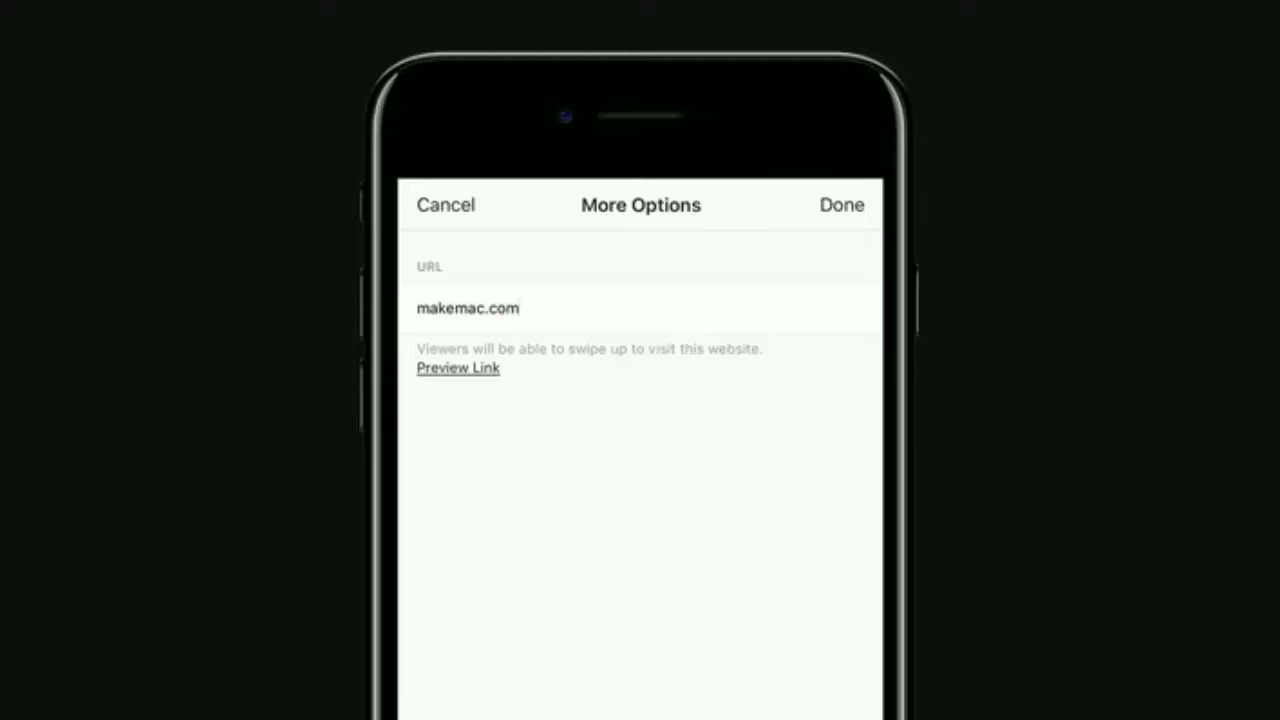 Cancel More Options Done
URL
makemac.com
Viewers will be able to swipe up to visit this website.
Preview Link